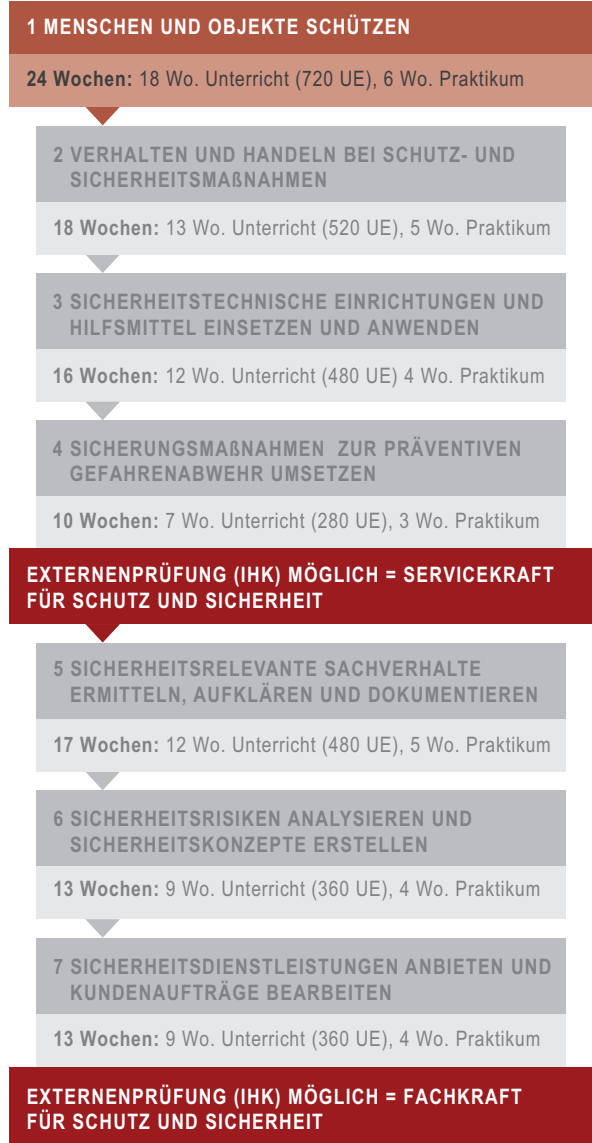 1 MENSCHEN UND OBJEKTE SCHÜTZEN
24 Wochen: 18 Wo. Unterricht (720 UE), 6 Wo. Praktikum
2 VERHALTEN UND HANDELN BEI SCHUTZ- UND
SICHERHEITSMAßNAHMEN
18 Wochen: 13 Wo. Unterricht (520 UE), 5 Wo. Praktikum
3 SICHERHEITSTECHNISCHE EINRICHTUNGEN UND
HILFSMITTEL EINSETZEN UND ANWENDEN
16 Wochen: 12 Wo. Unterricht (480 UE) 4 Wo. Praktikum
4 SICHERUNGSMAßNAHMEN ZUR PRÄVENTIVEN
GEFAHRENABWEHR UMSETZEN
10 Wochen: 7 Wo. Unterricht (280 UE), 3 Wo. Praktikum
EXTERNENPRÜFUNG (IHK) MÖGLICH = SERVICEKRAFT
FÜR SCHUTZ UND SICHERHEIT
5 SICHERHEITSRELEVANTE SACHVERHALTE
ERMITTELN, AUFKLÄREN UND DOKUMENTIEREN
17 Wochen: 12 Wo. Unterricht (480 UE), 5 Wo. Praktikum
6 SICHERHEITSRISIKEN ANALYSIEREN UND
SICHERHEITSKONZEPTE ERSTELLEN
13 Wochen: 9 Wo. Unterricht (360 UE), 4 Wo. Praktikum
7 SICHERHEITSDIENSTLEISTUNGEN ANBIETEN UND
KUNDENAUFTRÄGE BEARBEITEN
13 Wochen: 9 Wo. Unterricht (360 UE), 4 Wo. Praktikum
EXTERNENPRÜFUNG (IHK) MÖGLICH = FACHKRAFT
FÜR SCHUTZ UND SICHERHEIT